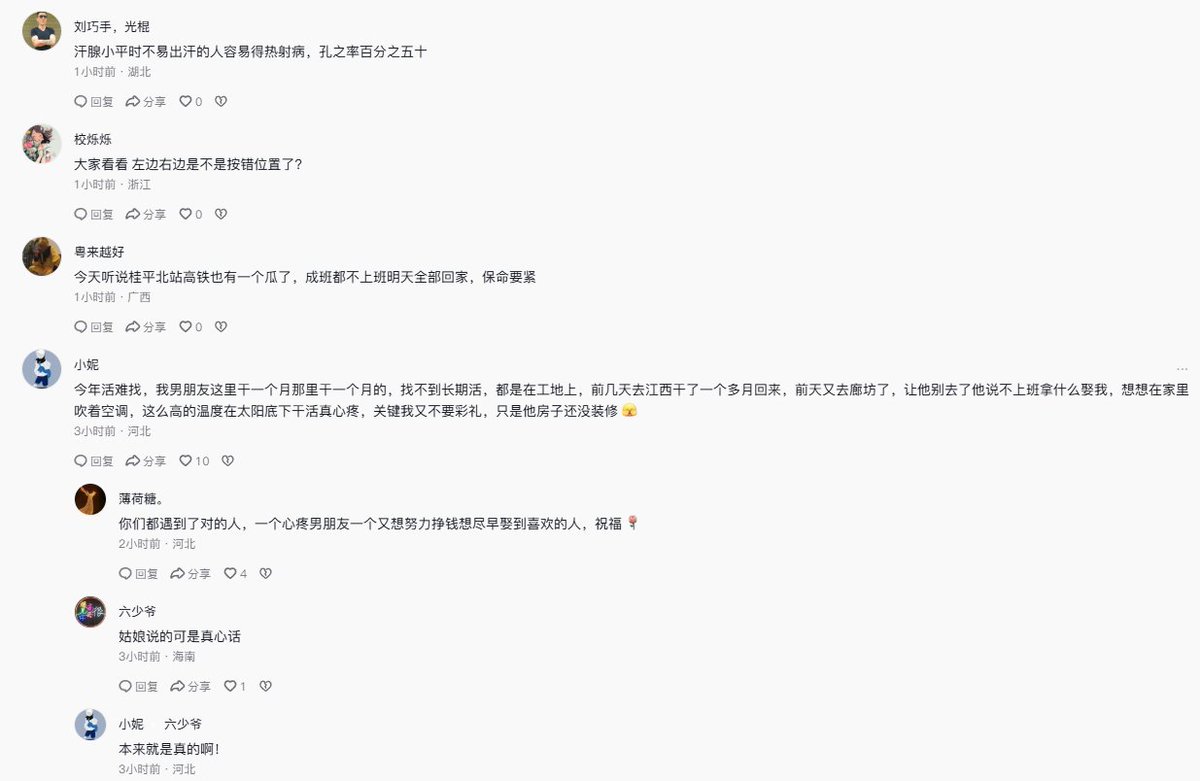 刘巧手，光棍
汗腺小平时不易出汗的人容易得热射病，孔之率百分之五十
1小时前 · 湖北
回复 分享 0
校烁烁
大家看看 左边右边是不是按错位置了？
1小时前 · 浙江
回复 分享 0
粤来越好
今天听说桂平北站高铁也有一个瓜了，成班都不上班明天全部回家，保命要紧
1小时前 · 广西
回复 分享 0
小妮
...
今年活难找，我男朋友这里干一个月那里干一个月的，找不到长期活，都是在工地上，前几天去江西干了一个多月回来，前天又去廊坊了，让他别去了他说不上班拿什么娶我，想想在家里
吹着空调，这么高的温度在太阳底下干活真心疼，关键我又不要彩礼，只是他房子还没装修
3小时前 · 河北
回复 分享 10
薄荷糖。
你们都遇到了对的人，一个心疼男朋友一个又想努力挣钱想尽早娶到喜欢的人，祝福
2小时前 · 河北
回复 分享 4
六少爷
姑娘说的可是真心话
3小时前 · 海南
回复 分享 1
小妮 六少爷
本来就是真的啊！
3小时前 · 河北